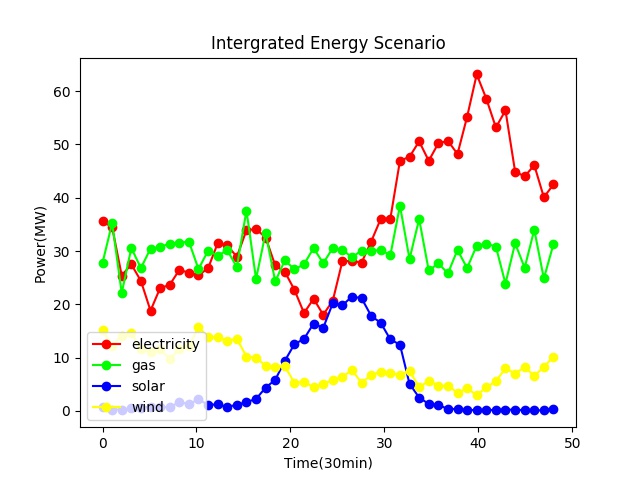 Intergrated Energy Scenario
Power(MW)
60
50
40
30
20
10
0
electricity
gas
solar
wind
0 10 20 30 40 50
Time(30min)